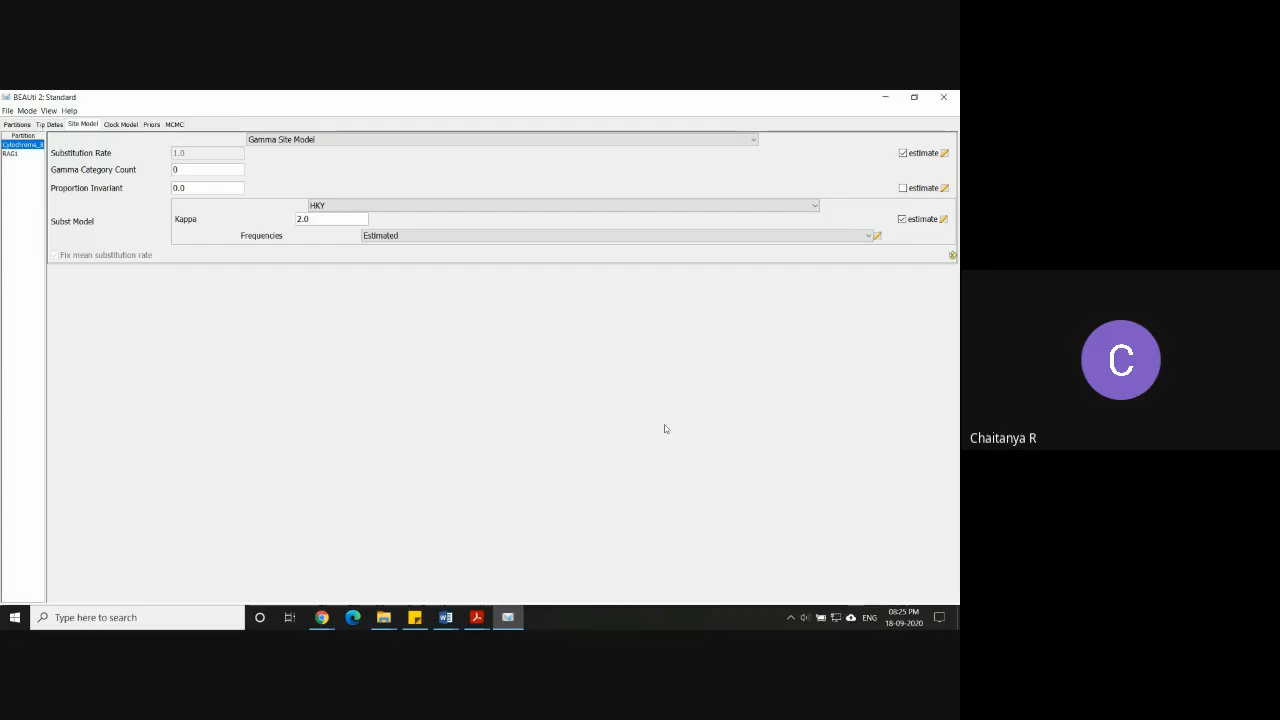 BEAUti 2: Standard
File Mode View Help
Partitions Tip Dates Site Model Clock Model Priors MCMC
Partition
Cytochroma_B
RAG1
Gamma Site Model
Substitution Rate 1.0 estimate
Gamma Category Count 0
Proportion Invariant 0.0 estimate
Subst Model
HKY
Kappa 2.0 estimate
Frequencies Estimated
Fix mean substitution rate
C
Chaitanya R
Type here to search
ENG
08:25 PM
18-09-2020